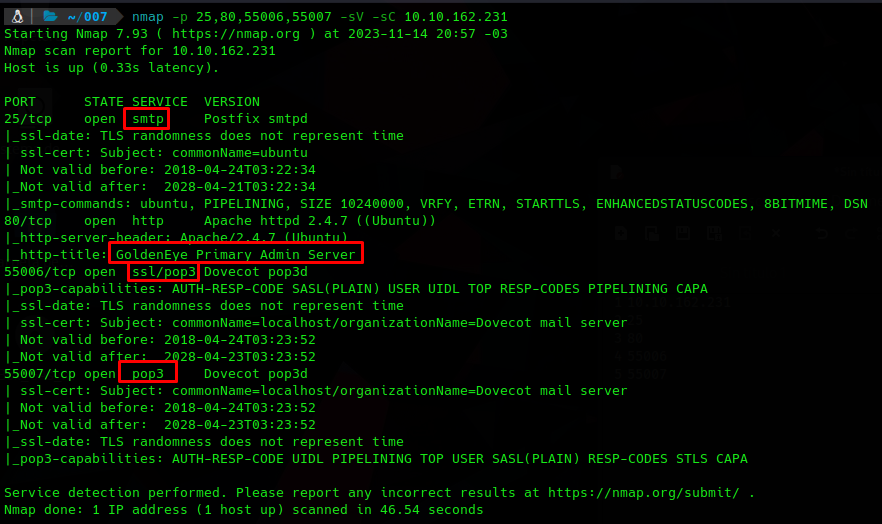 ~/007 nmap -p 25,80,55006,55007 -sV -sC 10.10.162.231
Starting Nmap 7.93 ( https://nmap.org ) at 2023-11-14 20:57 -03
Nmap scan report for 10.10.162.231
Host is up (0.33s latency).

PORT      STATE SERVICE  VERSION
25/tcp    open  smtp     Postfix smtpd
|_ssl-date: TLS randomness does not represent time
| ssl-cert: Subject: commonName=ubuntu
| Not valid before: 2018-04-24T03:22:34
|_Not valid after:  2028-04-21T03:22:34
|_smtp-commands: ubuntu, PIPELINING, SIZE 10240000, VRFY, ETRN, STARTTLS, ENHANCEDSTATUSCODES, 8BITMIME, DSN
80/tcp    open  http     Apache httpd 2.4.7 ((Ubuntu))
|_http-server-header: Apache/2.4.7 (Ubuntu)
|_http-title: GoldenEye Primary Admin Server
55006/tcp open  ssl/pop3 Dovecot pop3d
|_pop3-capabilities: AUTH-RESP-CODE SASL(PLAIN) USER UIDL TOP RESP-CODES PIPELINING CAPA
|_ssl-date: TLS randomness does not represent time
| ssl-cert: Subject: commonName=localhost/organizationName=Dovecot mail server
| Not valid before: 2018-04-24T03:23:52
|_Not valid after:  2028-04-23T03:23:52
55007/tcp open  pop3     Dovecot pop3d
| ssl-cert: Subject: commonName=localhost/organizationName=Dovecot mail server
| Not valid before: 2018-04-24T03:23:52
|_Not valid after:  2028-04-23T03:23:52
|_ssl-date: TLS randomness does not represent time
|_pop3-capabilities: AUTH-RESP-CODE UIDL PIPELINING TOP USER SASL(PLAIN) RESP-CODES STLS CAPA

Service detection performed. Please report any incorrect results at https://nmap.org/submit/ .
Nmap done: 1 IP address (1 host up) scanned in 46.54 seconds